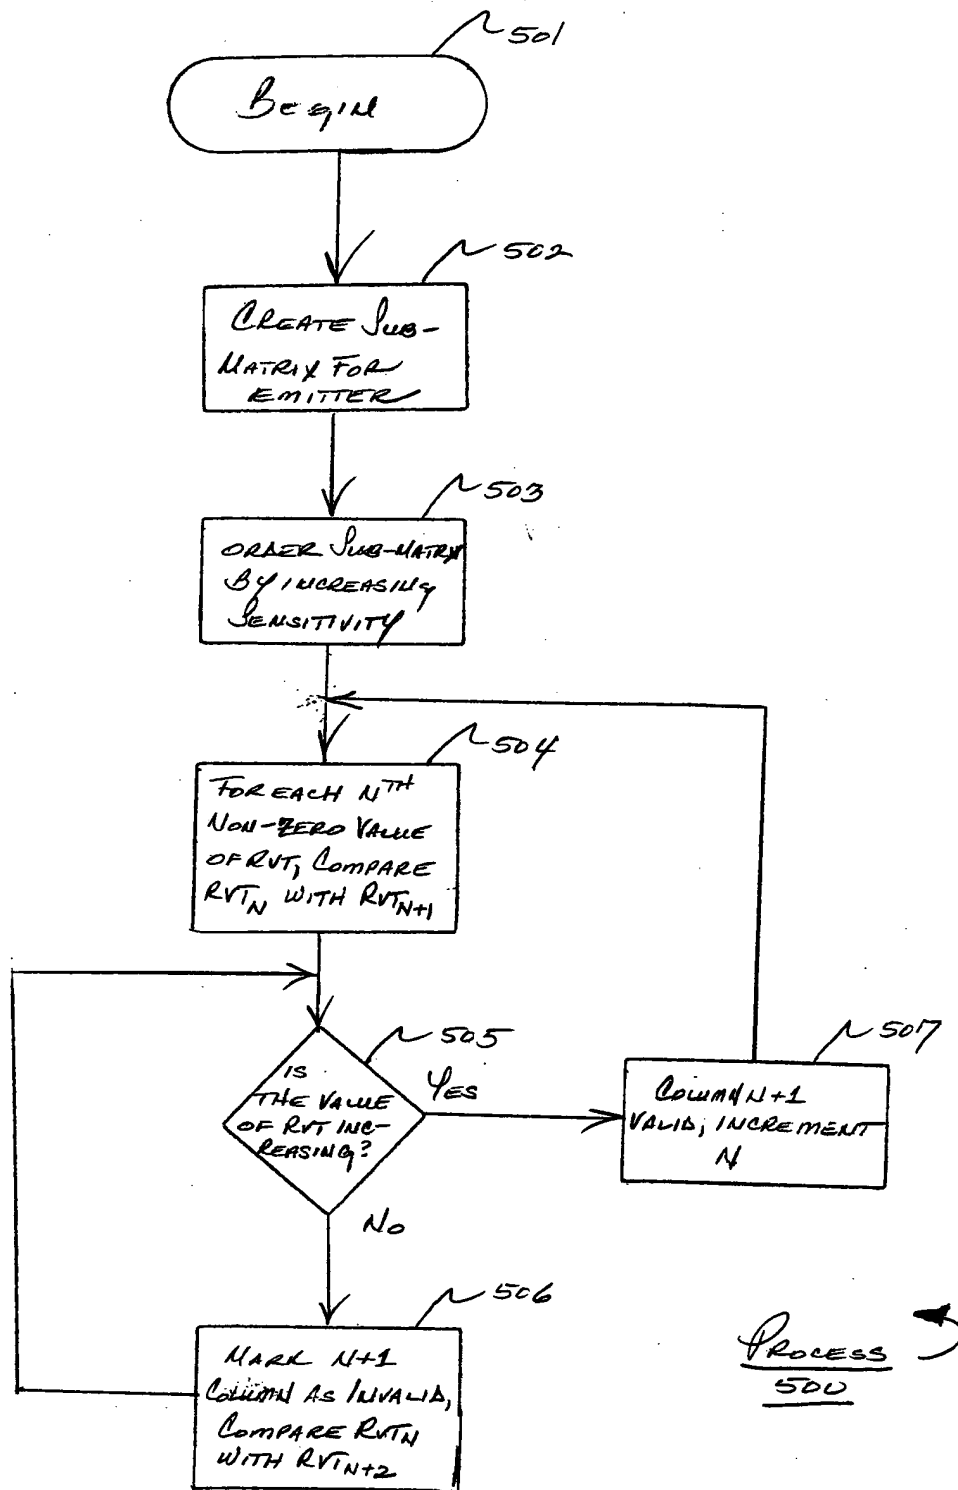 501
BEGIN
502
CREATE SUB-
MATRIX FOR
EMITTER
503
ORDER SUB-MATRIX
BY INCREASING
SENSITIVITY
504
FOR EACH NTH
NON-ZERO VALUE
OF RVT, COMPARE
RVTN WITH RVTN+1
505
IS
THE VALUE
OF RVT INC-
REASING?
YES
507
COLUMN N+1
VALID; INCREMENT
N
NO
506
MARK N+1
COLUMN AS INVALID,
COMPARE RVTN
WITH RVTN+2
PROCESS
500